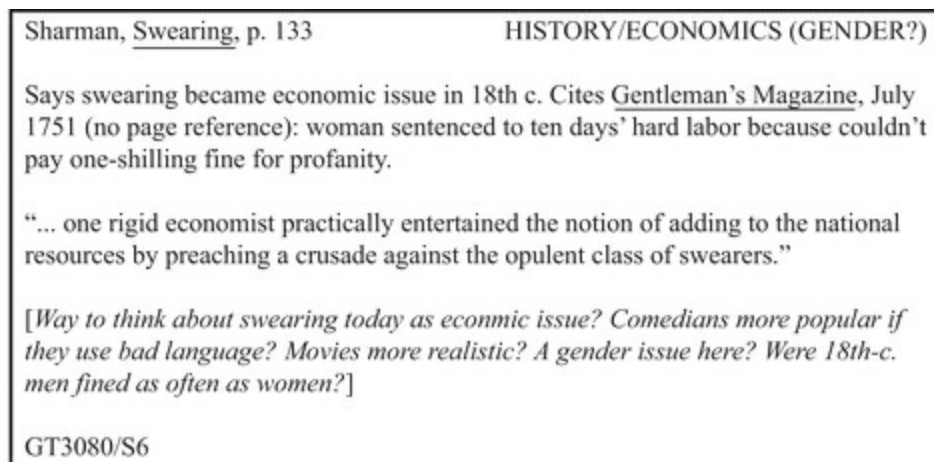 Sharman, Swearing, p. 133 HISTORY/ECONOMICS (GENDER?)
Says swearing became economic issue in 18th c. Cites Gentleman's Magazine, July
1751 (no page reference): woman sentenced to ten days' hard labor because couldn't
pay one-shilling fine for profanity.
"... one rigid economist practically entertained the notion of adding to the national
resources by preaching a crusade against the opulent class of swearers."
[Way to think about swearing today as econmic issue? Comedians more popular if
they use bad language? Movies more realistic? A gender issue here? Were 18th-c.
men fined as often as women?]
GT3080/S6